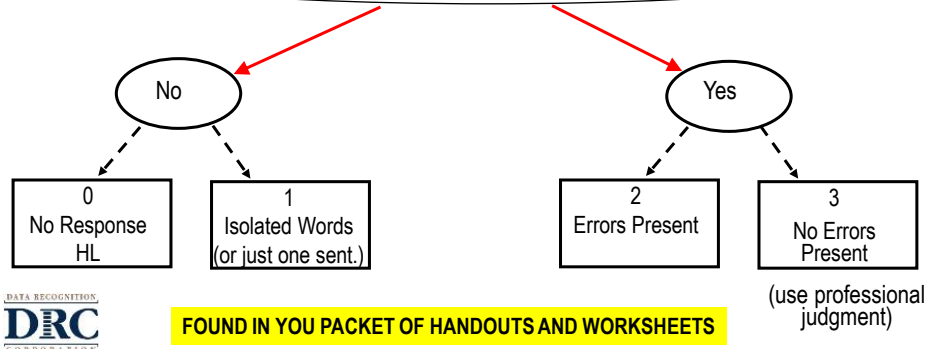 No
Yes
0
No Response
HL
1
Isolated Words
(or just one sent.)
2
Errors Present
3
No Errors
Present
(use professional
judgment)
DATA RECOGNITION
DRC
CORPORATION
FOUND IN YOU PACKET OF HANDOUTS AND WORKSHEETS